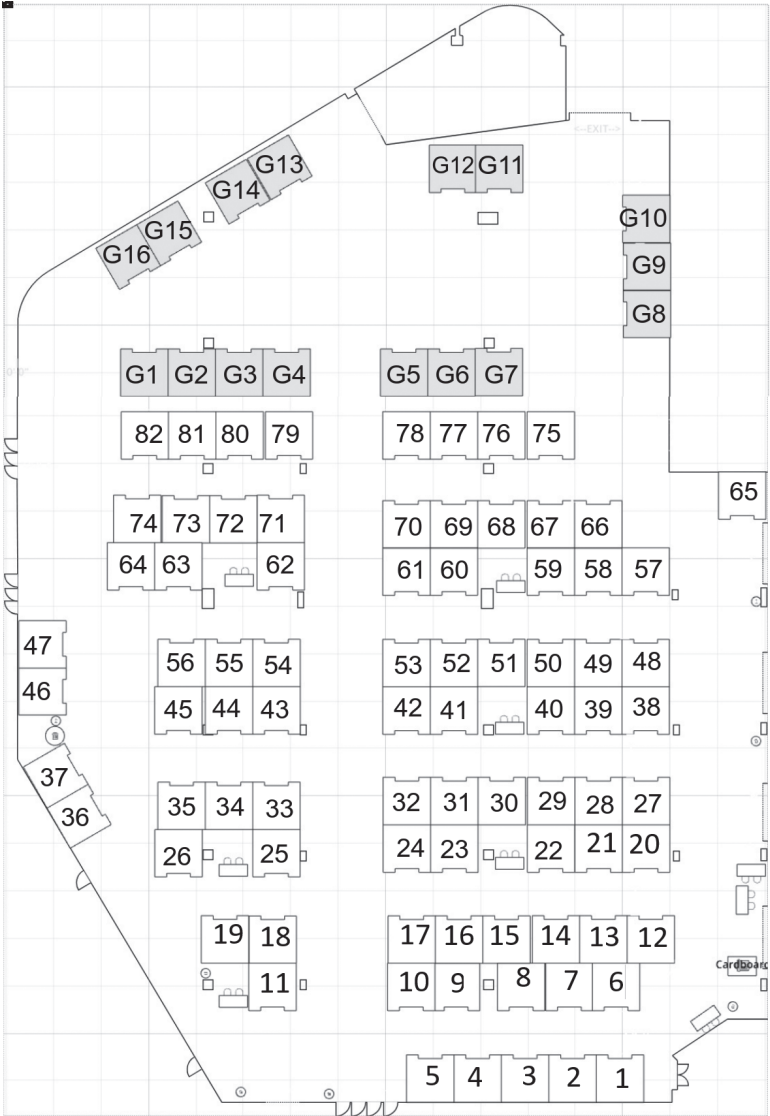 <--EXIT-->
G13
G12 G11
G14
G10
G15
G16
G9
G8
G1 G2 G3 G4 G5 G6 G7
82 81 80 79 78 77 76 75
65
74 73 72 71 70 69 68 67 66
64 63 62 61 60 59 58 57
47
56 55 54 53 52 51 50 49 48
46
45 44 43 42 41 40 39 38
37
36
35 34 33 32 31 30 29 28 27
26 25 24 23 22 21 20
19 18 17 16 15 14 13 12
Cardboard
11 10 9 8 7 6
5 4 3 2 1